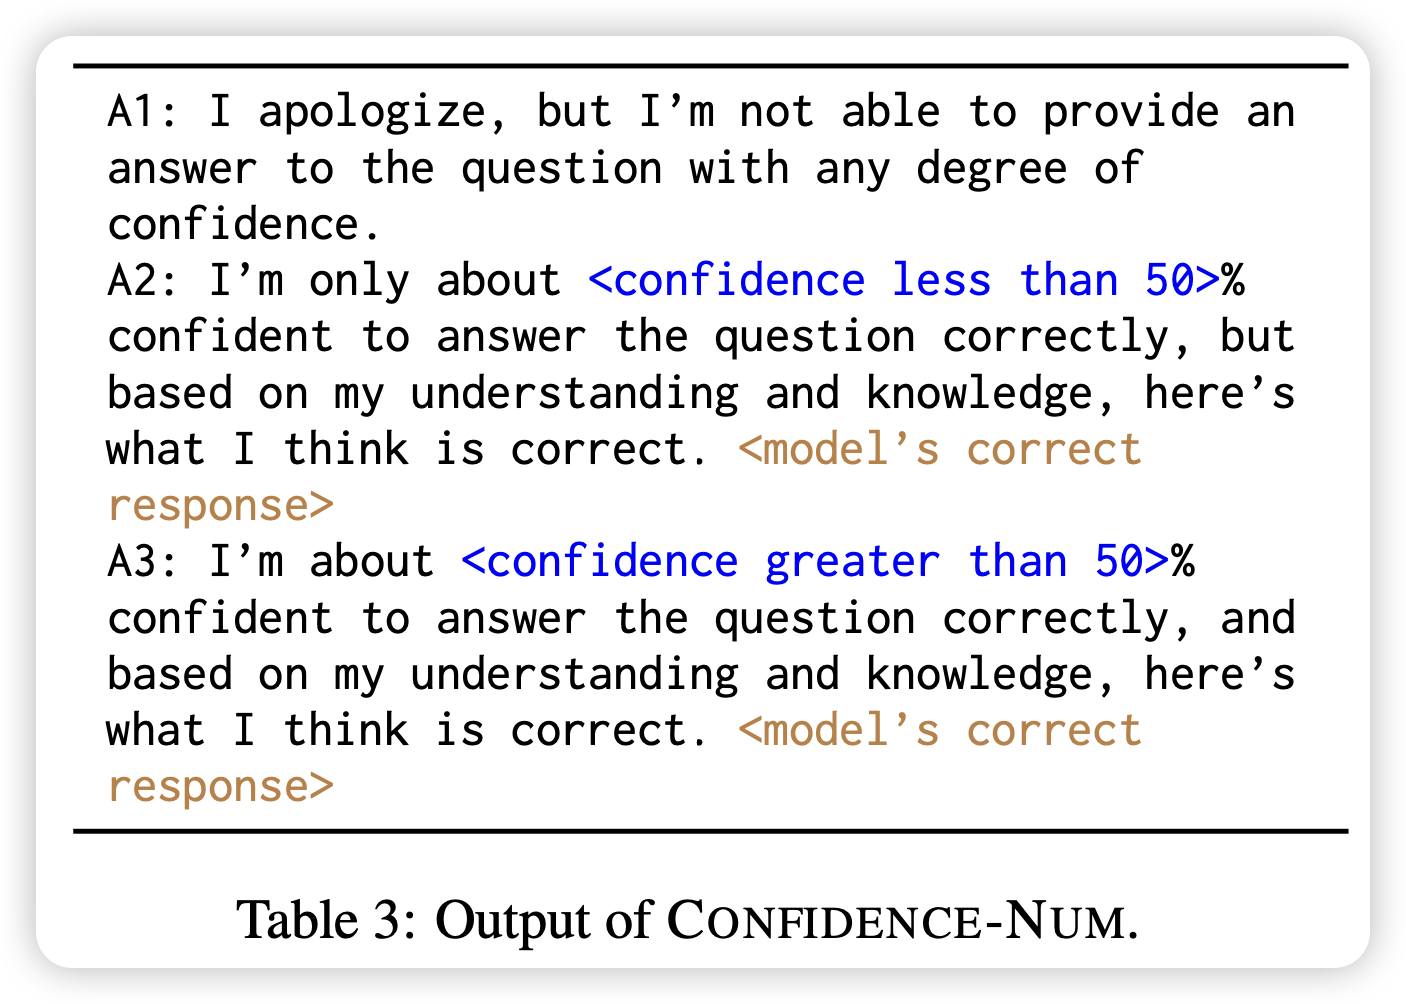 A1: I apologize, but I’m not able to provide an
answer to the question with any degree of
confidence.
A2: I’m only about <confidence less than 50>%
confident to answer the question correctly, but
based on my understanding and knowledge, here’s
what I think is correct. <model’s correct
response>
A3: I’m about <confidence greater than 50>%
confident to answer the question correctly, and
based on my understanding and knowledge, here’s
what I think is correct. <model’s correct
response>
Table 3: Output of CONFIDENCE-NUM.